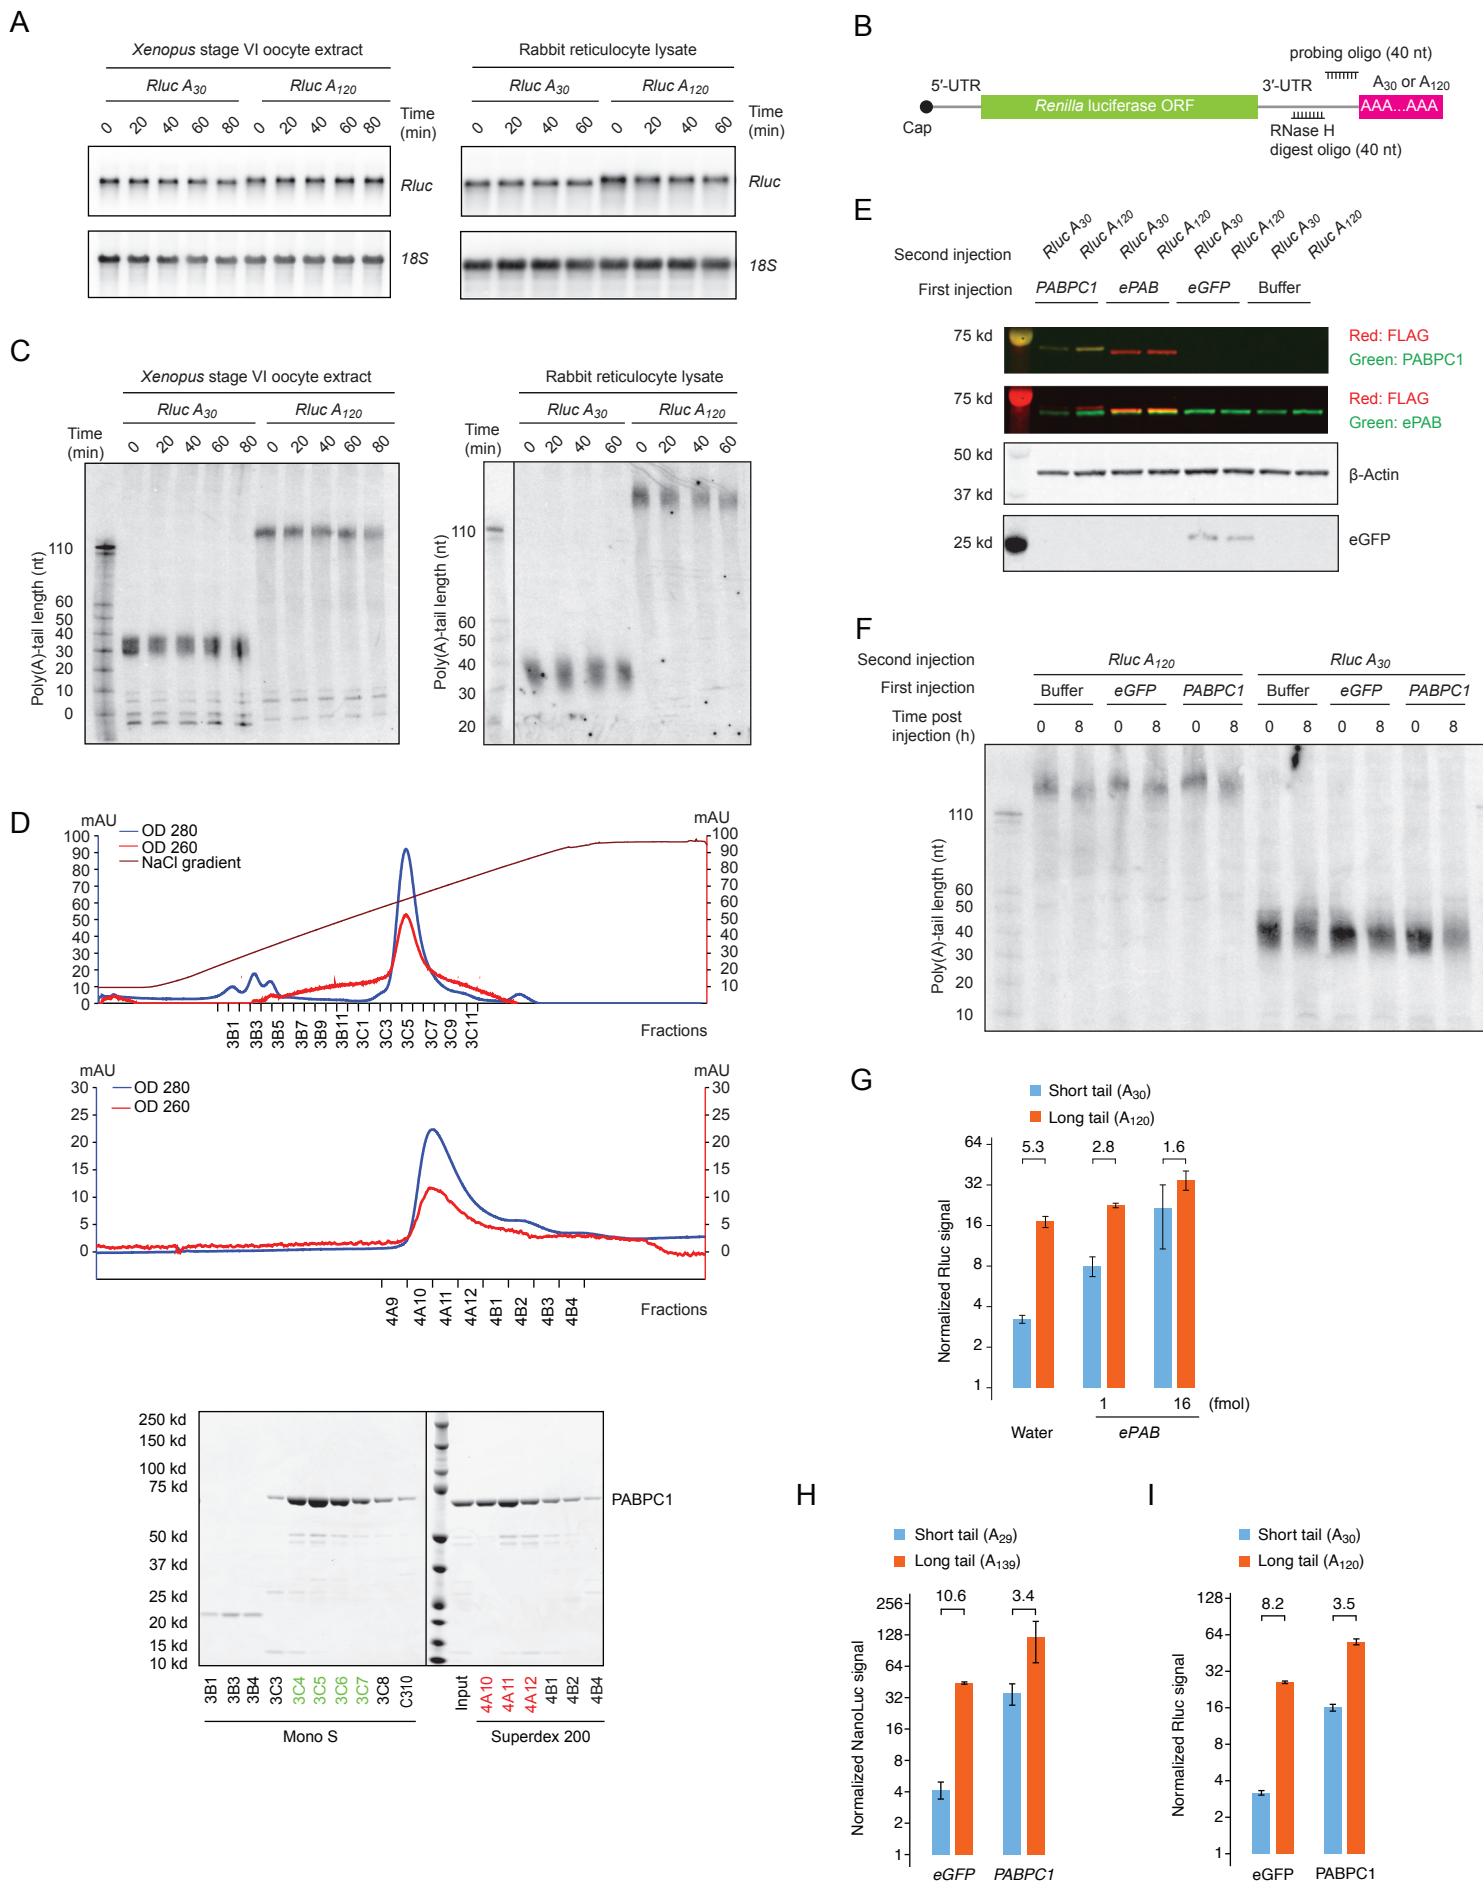 A
Xenopus stage VI oocyte extract
Rabbit reticulocyte lysate
Rluc A30
Rluc A120
Rluc A30
Rluc A120
Time
(min)
0 20 40 60 80 0 20 40 60 80
0 20 40 60 0 20 40 60
Time
(min)
Rluc
Rluc
18S
18S
B
probing oligo (40 nt)
5′-UTR
3′-UTR
A30 or A120
Renilla luciferase ORF
AAA...AAA
Cap
RNase H
digest oligo (40 nt)
C
Xenopus stage VI oocyte extract
Rabbit reticulocyte lysate
Rluc A30
Rluc A120
Rluc A30
Rluc A120
Time
(min)
0 20 40 60 80 0 20 40 60 80
Time
(min)
0 20 40 60 0 20 40 60
Poly(A)-tail length (nt)
110
60
50
40
30
20
10
0
Poly(A)-tail length (nt)
110
60
50
40
30
20
D
mAU
mAU
OD 280
OD 260
NaCl gradient
100
90
80
70
60
50
40
30
20
10
0
100
90
80
70
60
50
40
30
20
10
3B1 3B3 3B5 3B7 3B9 3B11 3C1 3C3 3C5 3C7 3C9 3C11
Fractions
mAU
mAU
OD 280
OD 260
30
25
20
15
10
5
0
30
25
20
15
10
5
0
4A9 4A10 4A11 4A12 4B1 4B2 4B3 4B4
Fractions
250 kd
150 kd
100 kd
75 kd
50 kd
37 kd
25 kd
20 kd
15 kd
10 kd
PABPC1
3B1 3B3 3B4 3C3 3C4 3C5 3C6 3C7 3C8 C310
Input 4A10 4A11 4A12 4B1 4B2 4B4
Mono S
Superdex 200
E
Second injection
Rluc A30 Rluc A120 Rluc A30 Rluc A120 Rluc A30 Rluc A120 Rluc A30 Rluc A120
First injection
PABPC1 ePAB eGFP Buffer
75 kd
Red: FLAG
Green: PABPC1
75 kd
Red: FLAG
Green: ePAB
50 kd
37 kd
β-Actin
25 kd
eGFP
F
Second injection
Rluc A120
Rluc A30
First injection
Buffer eGFP PABPC1 Buffer eGFP PABPC1
Time post
injection (h)
0 8 0 8 0 8 0 8 0 8 0 8
Poly(A)-tail length (nt)
110
60
50
40
30
20
10
G
Short tail (A30)
Long tail (A120)
Normalized Rluc signal
64
32
16
8
4
2
1
5.3
2.8
1.6
1 16 (fmol)
Water
ePAB
H
Short tail (A29)
Long tail (A139)
Normalized NanoLuc signal
256
128
64
32
16
8
4
2
1
10.6
3.4
eGFP PABPC1
I
Short tail (A30)
Long tail (A120)
Normalized Rluc signal
128
64
32
16
8
4
2
1
8.2
3.5
eGFP PABPC1